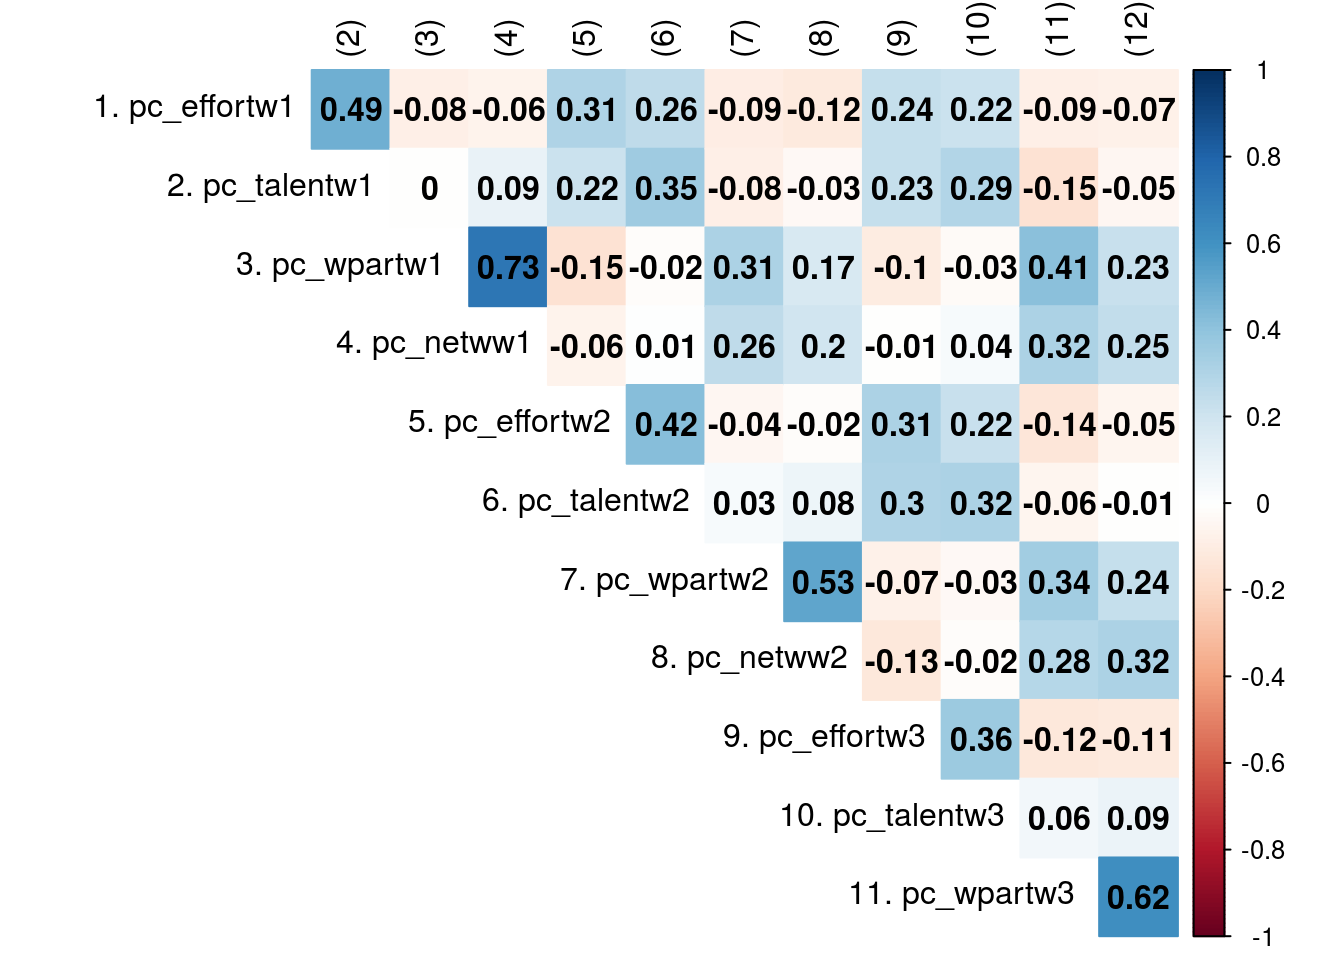 (2) (3) (4) (5) (6) (7) (8) (9) (10) (11) (12)
1. pc_effortw1 0.49 -0.08 -0.06 0.31 0.26 -0.09 -0.12 0.24 0.22 -0.09 -0.07
2. pc_talentw1 0 0.09 0.22 0.35 -0.08 -0.03 0.23 0.29 -0.15 -0.05
3. pc_wpartw1 0.73 -0.15 -0.02 0.31 0.17 -0.1 -0.03 0.41 0.23
4. pc_netww1 -0.06 0.01 0.26 0.2 -0.01 0.04 0.32 0.25
5. pc_effortw2 0.42 -0.04 -0.02 0.31 0.22 -0.14 -0.05
6. pc_talentw2 0.03 0.08 0.3 0.32 -0.06 -0.01
7. pc_wpartw2 0.53 -0.07 -0.03 0.34 0.24
8. pc_netww2 -0.13 -0.02 0.28 0.32
9. pc_effortw3 0.36 -0.12 -0.11
10. pc_talentw3 0.06 0.09
11. pc_wpartw3 0.62
1
0.8
0.6
0.4
0.2
0
-0.2
-0.4
-0.6
-0.8
-1